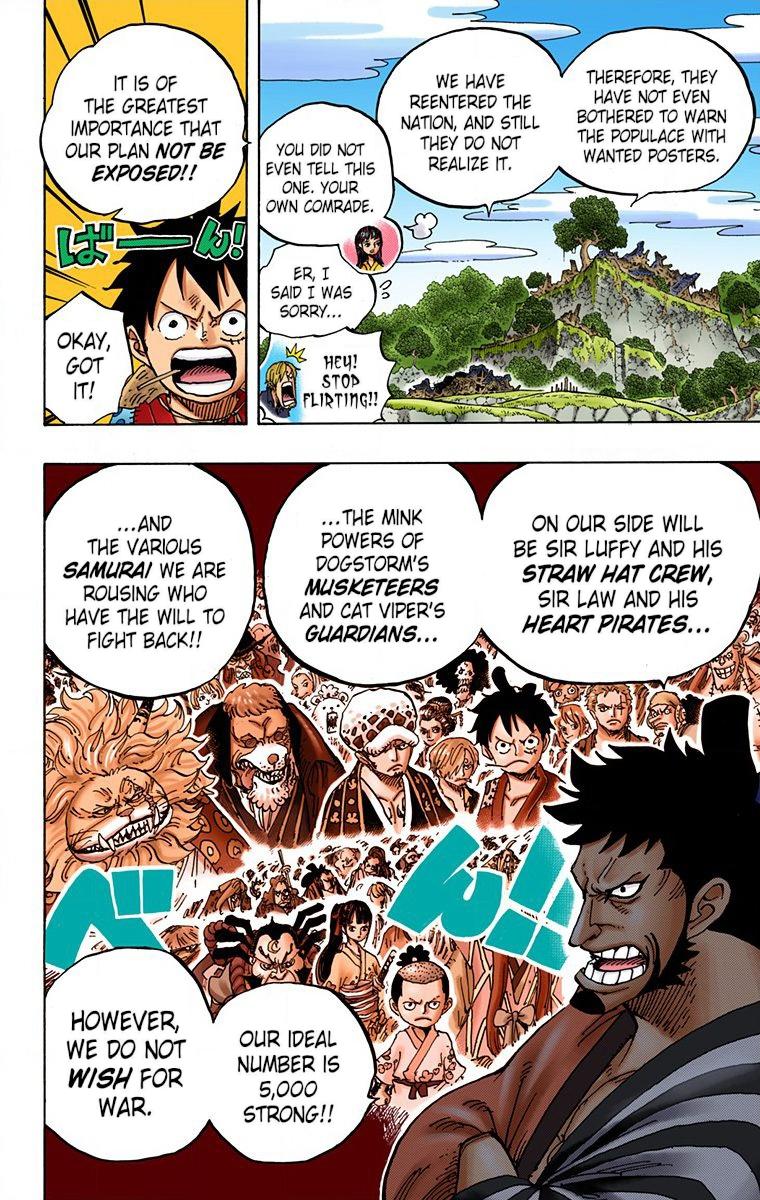 THEREFORE, THEY
HAVE NOT EVEN
BOTHERED TO WARN
THE POPULACE WITH
WANTED POSTERS.
WE HAVE
REENTERED THE
NATION, AND STILL
THEY DO NOT
REALIZE IT.
YOU DID NOT
EVEN TELL THIS
ONE. YOUR
OWN COMRADE.
ER, I
SAID I WAS
SORRY...
HEY!
STOP
FLIRTING!!
IT IS OF
THE GREATEST
IMPORTANCE THAT
OUR PLAN NOT BE
EXPOSED!!
ばーん!
OKAY,
GOT
IT!
ON OUR SIDE WILL
BE SIR LUFFY AND HIS
STRAW HAT CREW,
SIR LAW AND HIS
HEART PIRATES...
...THE MINK
POWERS OF
DOGSTORM'S
MUSKETEERS
AND CAT VIPER'S
GUARDIANS...
...AND
THE VARIOUS
SAMURAI WE ARE
ROUSING WHO
HAVE THE WILL TO
FIGHT BACK!!
べん!!
OUR IDEAL
NUMBER IS
5,000
STRONG!!
HOWEVER,
WE DO NOT
WISH FOR
WAR.